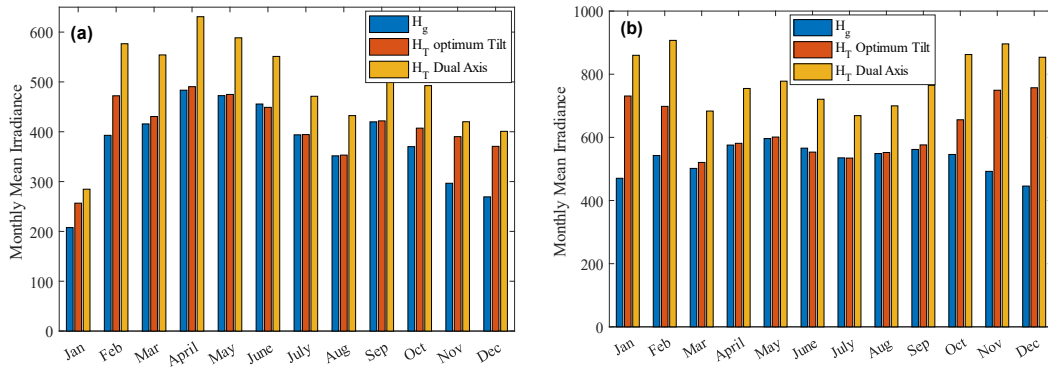 (a)
H_g
H_T optimum Tilt
H_T Dual Axis
Monthly Mean Irradiance
600
500
400
300
200
100
0
Jan Feb Mar April May June July Aug Sep Oct Nov Dec
(b)
H_g
H_T Optimum Tilt
H_T Dual Axis
Monthly Mean Irradiance
1000
800
600
400
200
0
Jan Feb Mar April May June July Aug Sep Oct Nov Dec